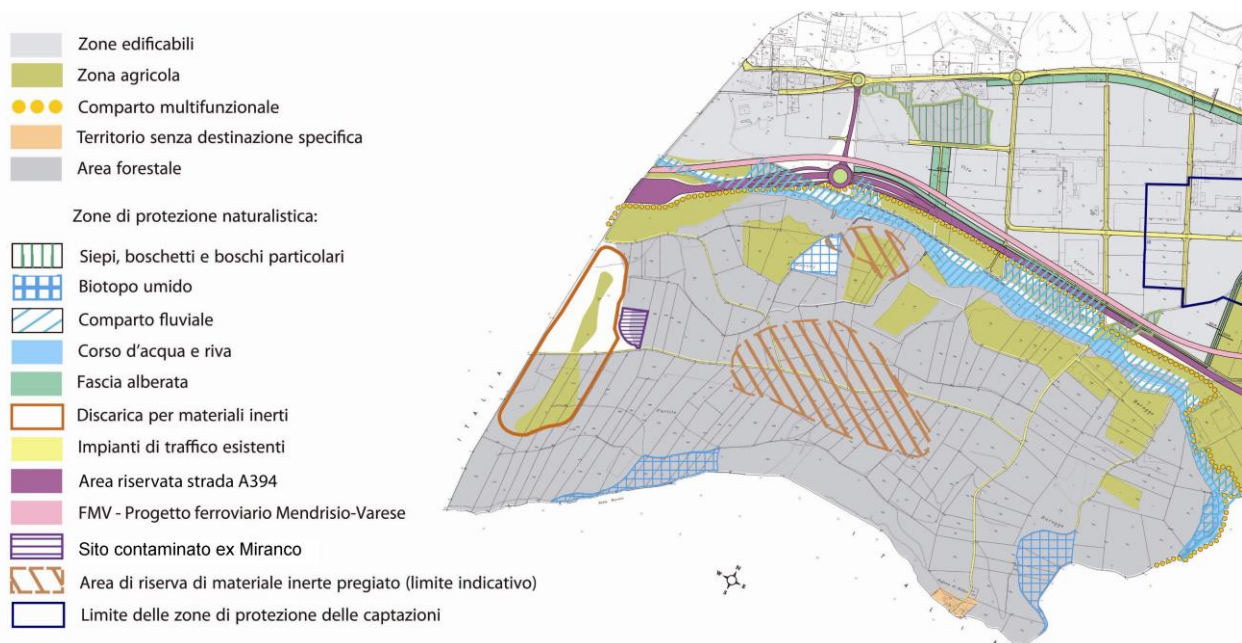 Zone edificabili
Zona agricola
Comparto multifunzionale
Territorio senza destinazione specifica
Area forestale
Zone di protezione naturalistica:
Siepi, boschetti e boschi particolari
Biotopo umido
Comparto fluviale
Corso d'acqua e riva
Fascia alberata
Discarica per materiali inerti
Impianti di traffico esistenti
Area riservata strada A394
FMV - Progetto ferroviario Mendrisio-Varese
Sito contaminato ex Miranco
Area di riserva di materiale inerte pregiato (limite indicativo)
Limite delle zone di protezione delle captazioni
ITALIA